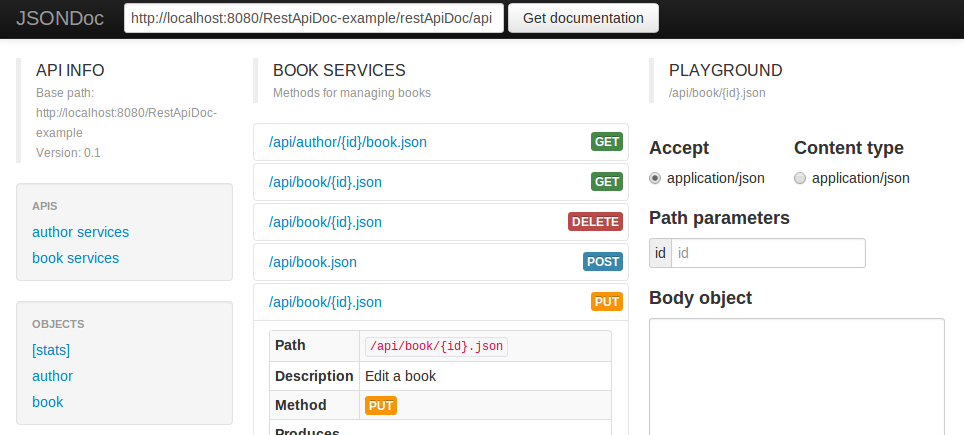 JSONDoc http://localhost:8080/RestApiDoc-example/restApiDoc/api Get documentation
API INFO
Base path:
http://localhost:8080/RestApiDoc-
example
Version: 0.1
APIS
author services
book services
OBJECTS
[stats]
author
book
BOOK SERVICES
Methods for managing books
/api/author/{id}/book.json GET
/api/book/{id}.json GET
/api/book/{id}.json DELETE
/api/book.json POST
/api/book/{id}.json PUT
Path /api/book/{id}.json
Description Edit a book
Method PUT
Produces
PLAYGROUND
/api/book/{id}.json
Accept Content type
application/json application/json
Path parameters
id id
Body object